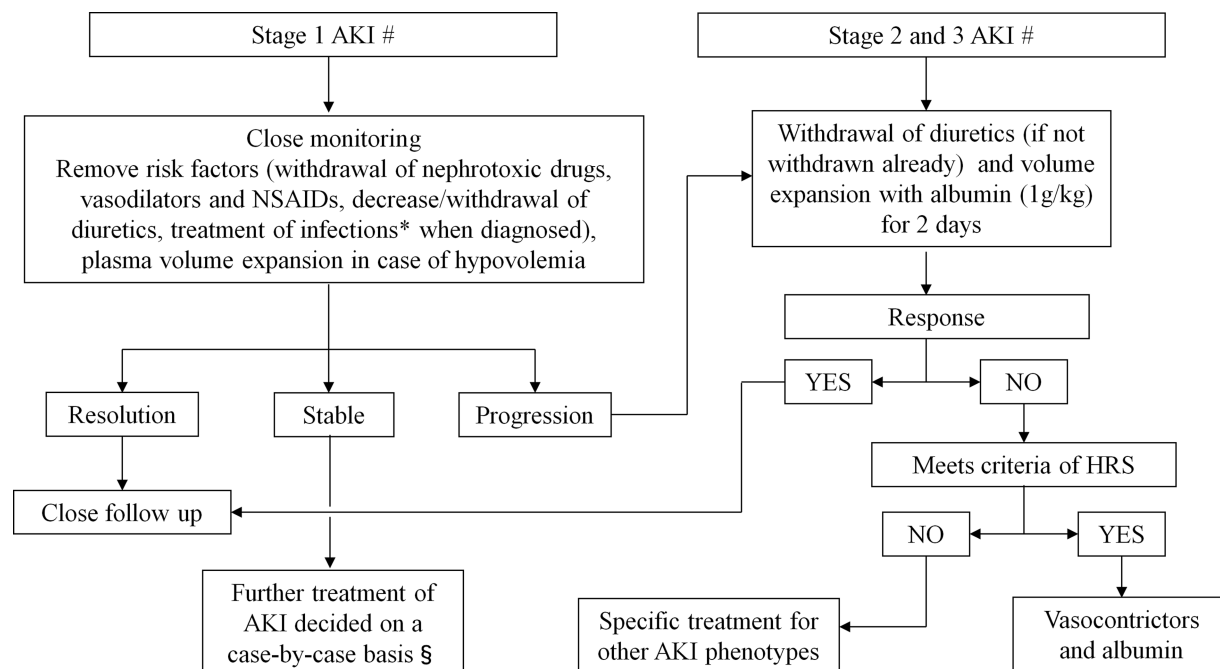 Stage 1 AKI #
Stage 2 and 3 AKI #
Close monitoring
Remove risk factors (withdrawal of nephrotoxic drugs,
vasodilators and NSAIDs, decrease/withdrawal of
diuretics, treatment of infections* when diagnosed),
plasma volume expansion in case of hypovolemia
Withdrawal of diuretics (if not
withdrawn already) and volume
expansion with albumin (1g/kg)
for 2 days
Response
YES
NO
Resolution
Stable
Progression
Meets criteria of HRS
Close follow up
NO
YES
Further treatment of
AKI decided on a
case-by-case basis §
Specific treatment for
other AKI phenotypes
Vasocontrictors
and albumin